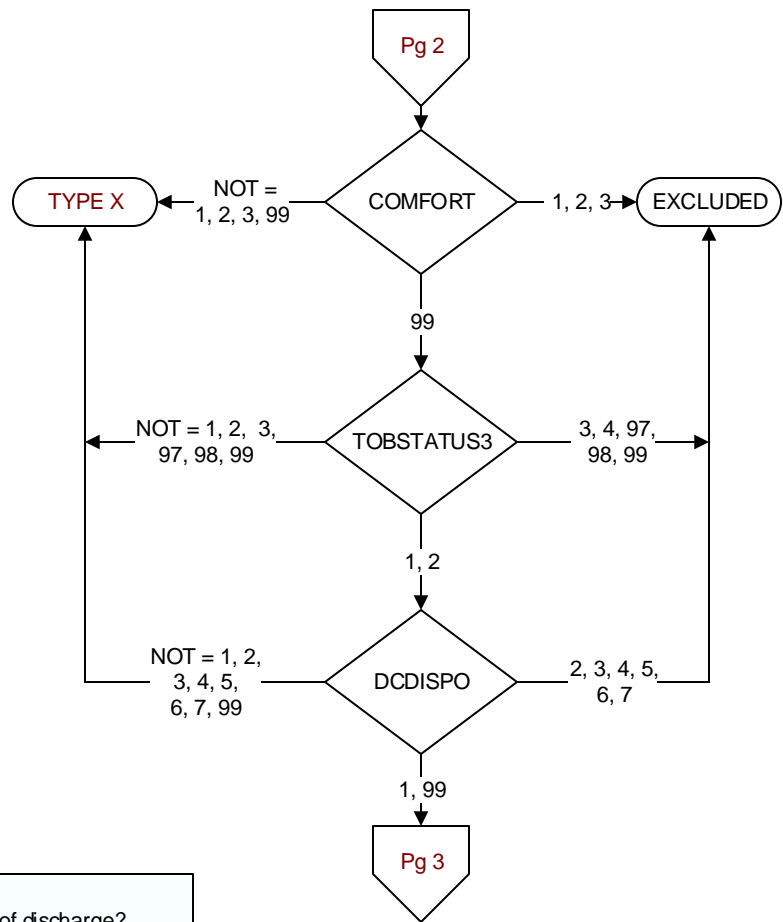 Pg 2
TYPE X
NOT =
1, 2, 3, 99
COMFORT
1, 2, 3
EXCLUDED
99
NOT = 1, 2,  3,
97, 98, 99
TOBSTATUS3
3, 4, 97,
98, 99
1, 2
NOT = 1, 2,
3, 4, 5,
6, 7, 99
DCDISPO
2, 3, 4, 5,
6, 7
1, 99
Pg 3
of discharge?